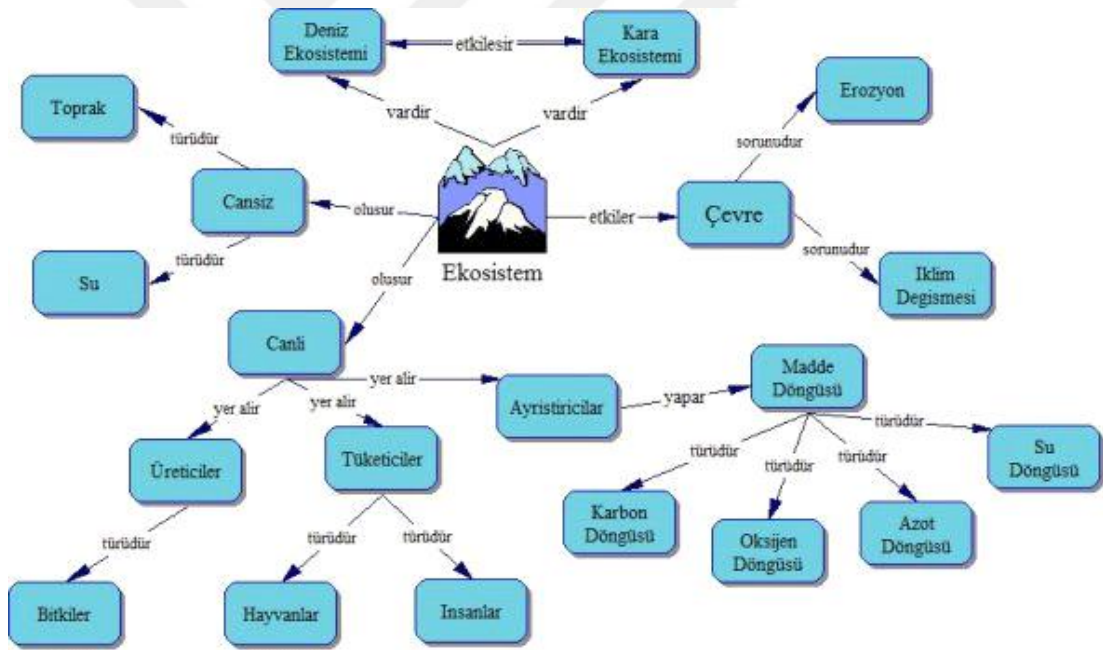 Deniz
Ekosistemi
etkilesir
Kara
Ekosistemi
vardir
vardir
Toprak
türüdür
Cansiz
olusur
türüdür
Su
Ekosistem
etkiler
Çevre
sorunudur
Erozyon
sorunudur
Iklim
Degismesi
olusur
Canli
yer alir
yer alir
yer alir
Ayristiricilar
yapar
Madde
Döngüsü
Üreticiler
Tüketiciler
türüdür
türüdür
türüdür
türüdür
Karbon
Döngüsü
Oksijen
Döngüsü
Azot
Döngüsü
Su
Döngüsü
türüdür
türüdür
türüdür
Bitkiler
Hayvanlar
Insanlar